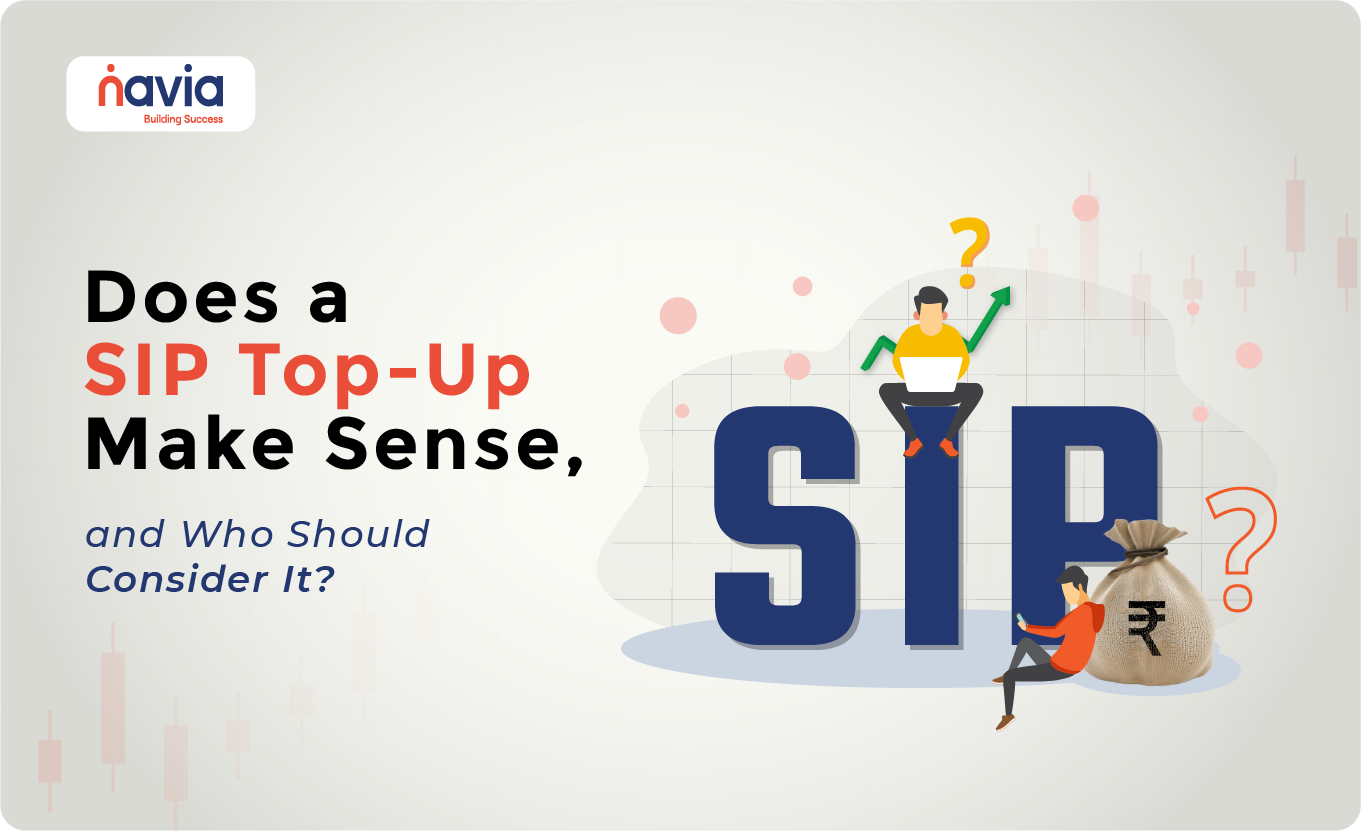 navia
Building Success
Does a
SIP Top-Up
Make Sense,
and Who Should
Consider It?
?
SIP
?
₹